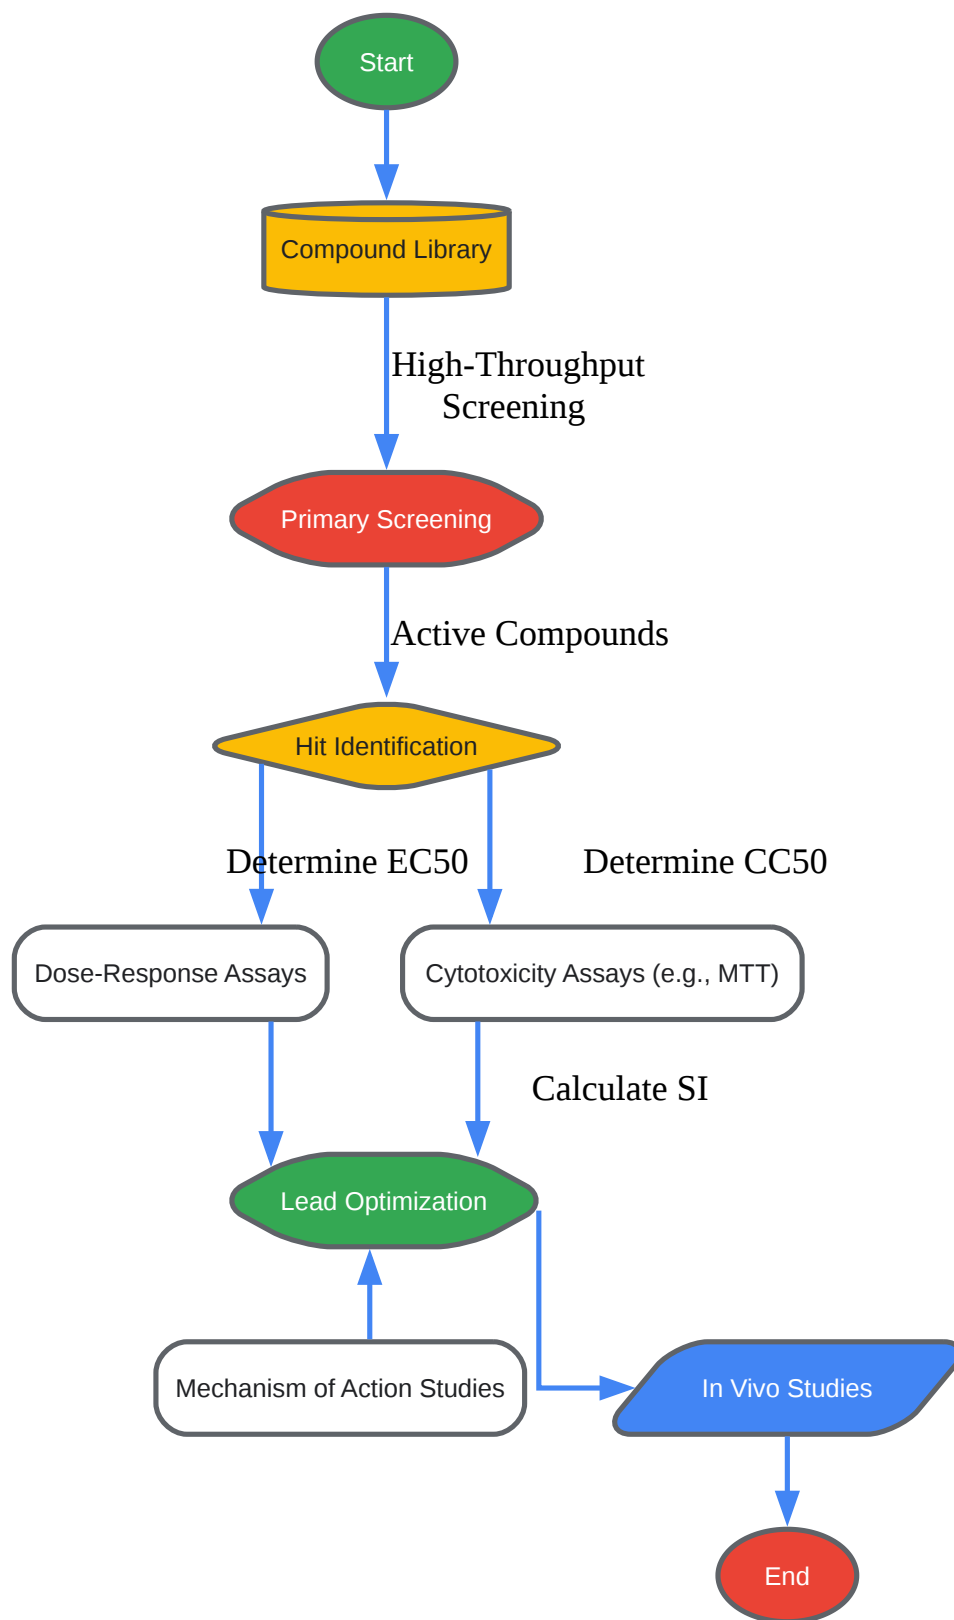 Start
Compound Library
High-Throughput
Screening
Primary Screening
Active Compounds
Hit Identification
Determine EC50
Determine CC50
Dose-Response Assays
Cytotoxicity Assays (e.g., MTT)
Calculate SI
Lead Optimization
Mechanism of Action Studies
In Vivo Studies
End